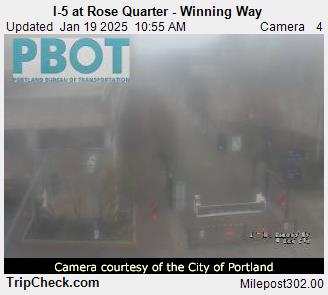 I-5 at Rose Quarter - Winning Way
Updated Jan 19 2025 10:55 AM Camera 4
PBOT
PORTLAND BUREAU OF TRANSPORTATION
Camera courtesy of the City of Portland
TripCheck.com Milepost302.00